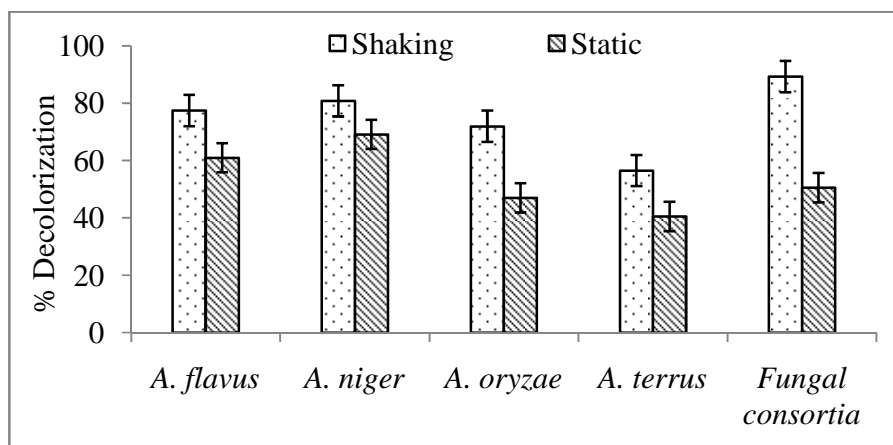 100
Shaking Static
80
60
40
20
0
% Decolorization
A. flavus A. niger A. oryzae A. terrus Fungal
consortia